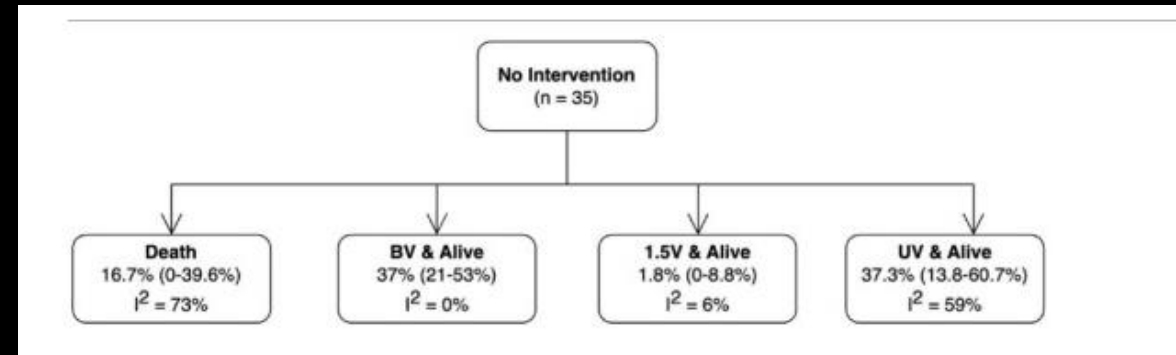 No Intervention
(n = 35)
Death
16.7% (0-39.6%)
I² = 73%
BV & Alive
37% (21-53%)
I² = 0%
1.5V & Alive
1.8% (0-8.8%)
I² = 6%
UV & Alive
37.3% (13.8-60.7%)
I² = 59%